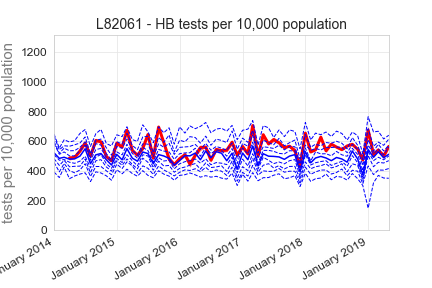 L82061 - HB tests per 10,000 population
tests per 10,000 population
1200
1000
800
600
400
200
0
nuary 2014
January 2015
January 2016
January 2017
January 2018
January 2019